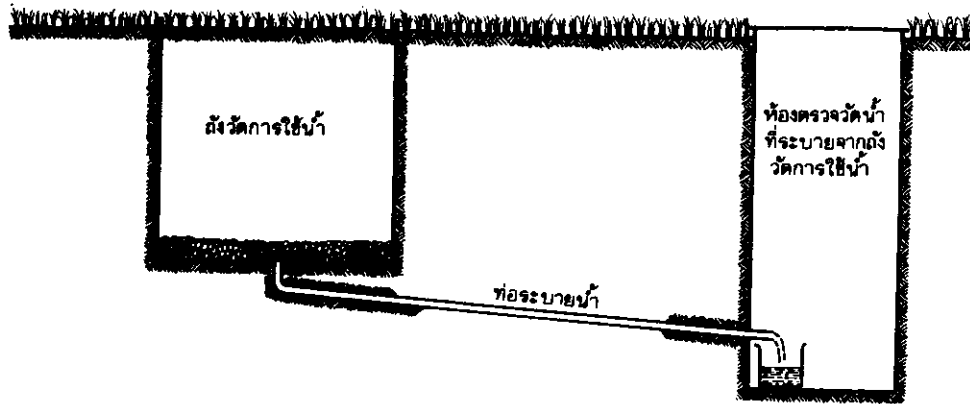 ถังวัดการใช้น้ำ
ห้องตรวจวัดน้ำ
ที่ระบายจากถัง
วัดการใช้น้ำ
ท่อระบายน้ำ